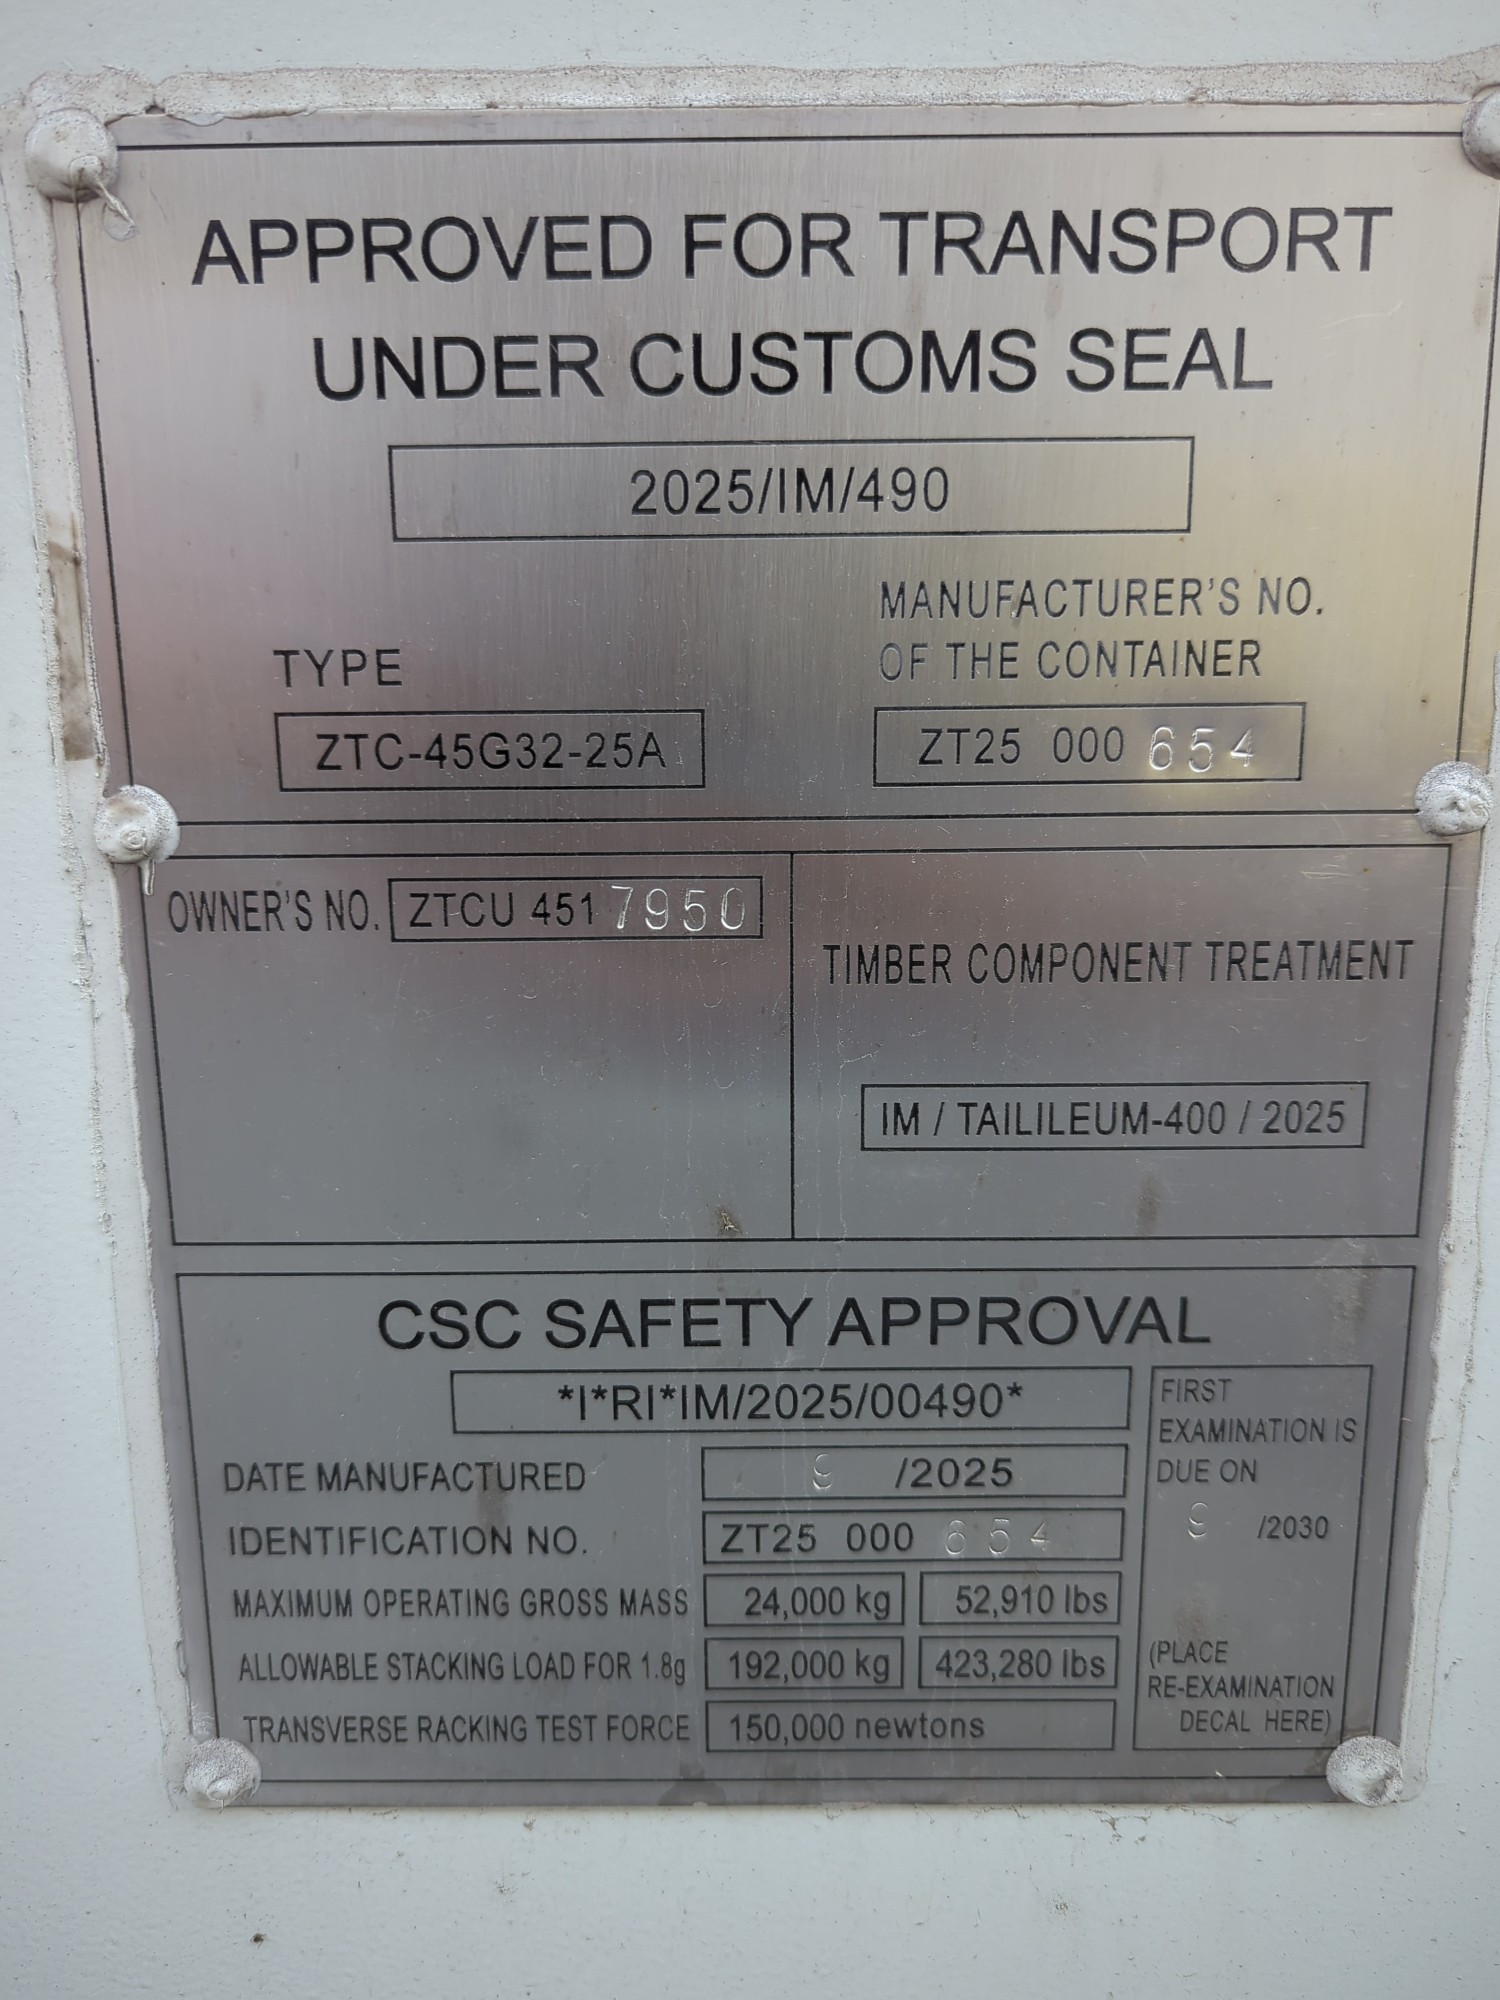 APPROVED FOR TRANSPORT
UNDER CUSTOMS SEAL
2025/IM/490
TYPE
ZTC-45G32-25A
MANUFACTURER'S NO.
OF THE CONTAINER
ZT25 000 654
OWNER'S NO. ZTCU 451 7950
TIMBER COMPONENT TREATMENT
IM / TAILILEUM-400 / 2025
CSC SAFETY APPROVAL
*I*RI*IM/2025/00490*
DATE MANUFACTURED 9 /2025
IDENTIFICATION NO. ZT25 000 654
MAXIMUM OPERATING GROSS MASS 24,000 kg 52,910 lbs
ALLOWABLE STACKING LOAD FOR 1.8g 192,000 kg 423,280 lbs
TRANSVERSE RACKING TEST FORCE 150,000 newtons
FIRST
EXAMINATION IS
DUE ON
9 /2030
(PLACE
RE-EXAMINATION
DECAL HERE)